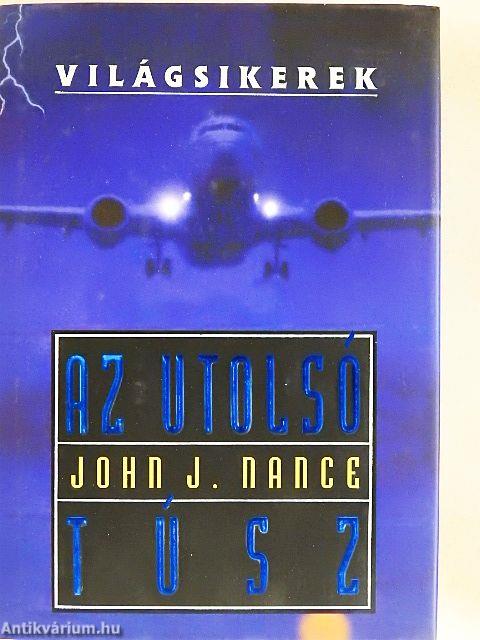 VILÁGSIKEREK
AZ UTOLSÓ
JOHN J. NANCE
TÚSZ
Antikvárium.hu